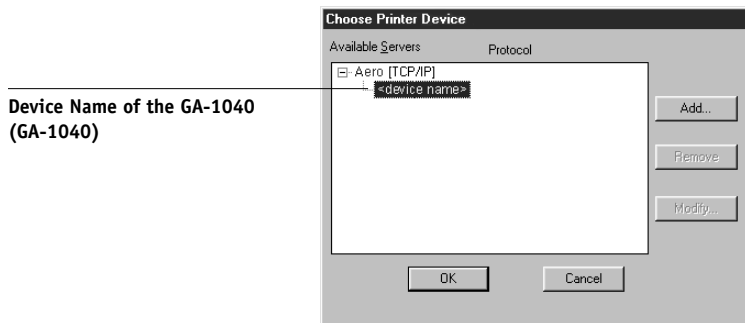 Choose Printer Device
Available Servers Protocol
Aero [TCP/IP]
<device name>
Device Name of the GA-1040
(GA-1040)
Add...
Remove
Modify...
OK Cancel